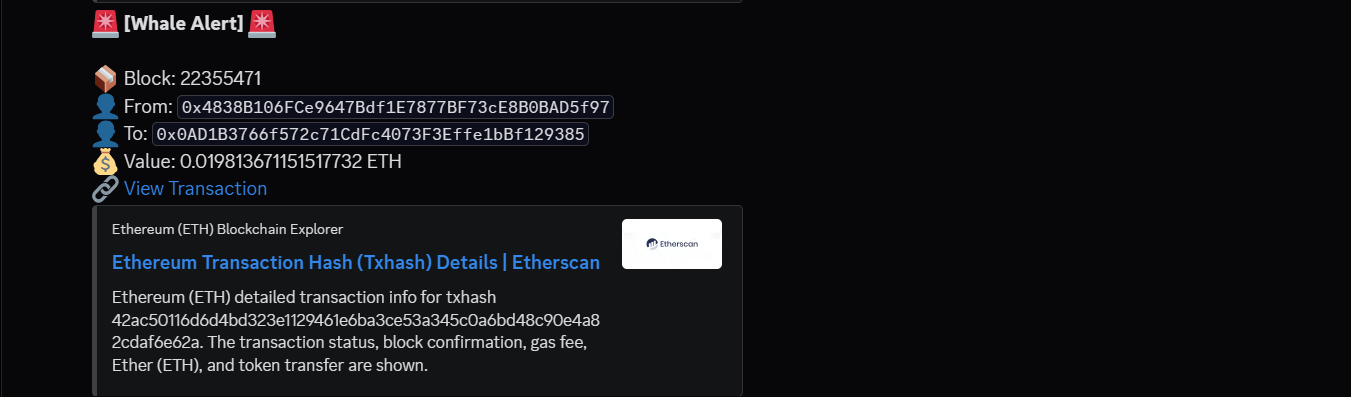 [Whale Alert]
Block: 22355471
From: 0x4838B106FCe9647Bdf1E7877BF73cE8B0BAD5f97
To: 0x0AD1B3766f572c71CdFc4073F3Effe1bBf129385
Value: 0.019813671151517732 ETH
View Transaction
Ethereum (ETH) Blockchain Explorer
Etherscan
Ethereum Transaction Hash (Txhash) Details | Etherscan
Ethereum (ETH) detailed transaction info for txhash
42ac50116d6d4bd323e1129461e6ba3ce53a345c0a6bd48c90e4a8
2cdaf6e62a. The transaction status, block confirmation, gas fee,
Ether (ETH), and token transfer are shown.